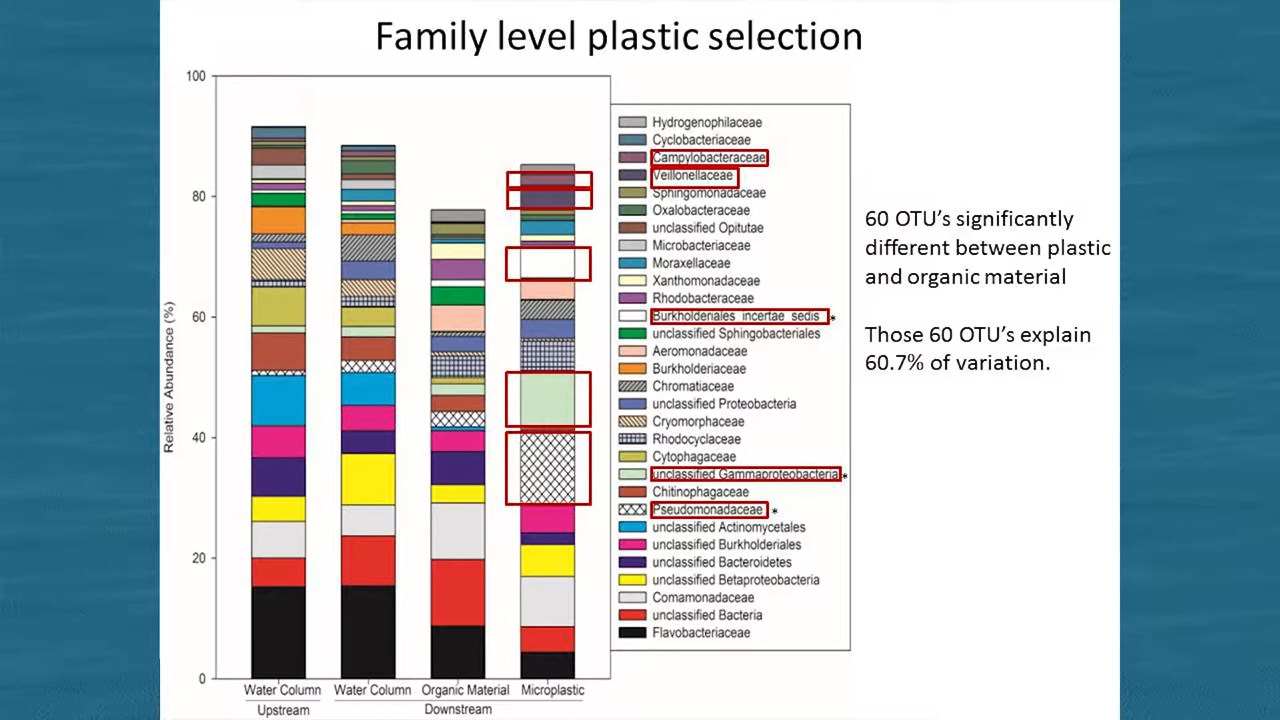 Family level plastic selection
100
80
60
40
20
0
Relative Abundance (%)
Water Column
Water Column
Organic Material
Microplastic
Upstream
Downstream
Hydrogenophilaceae
Cyclobacteriaceae
Campylobacteraceae
Veillonellaceae
Sphingomonadaceae
Oxalobacteraceae
unclassified Opitutae
Microbacteriaceae
Moraxellaceae
Xanthomonadaceae
Rhodobacteraceae
Burkholderiales_incertae_sedis *
unclassified Sphingobacteriales
Aeromonadaceae
Burkholderiaceae
Chromatiaceae
unclassified Proteobacteria
Cryomorphaceae
Rhodocyclaceae
Cytophagaceae
unclassified Gammaproteobacteria *
Chitinophagaceae
Pseudomonadaceae *
unclassified Actinomycetales
unclassified Burkholderiales
unclassified Bacteroidetes
unclassified Betaproteobacteria
Comamonadaceae
unclassified Bacteria
Flavobacteriaceae
60 OTU's significantly
different between plastic
and organic material
Those 60 OTU's explain
60.7% of variation.